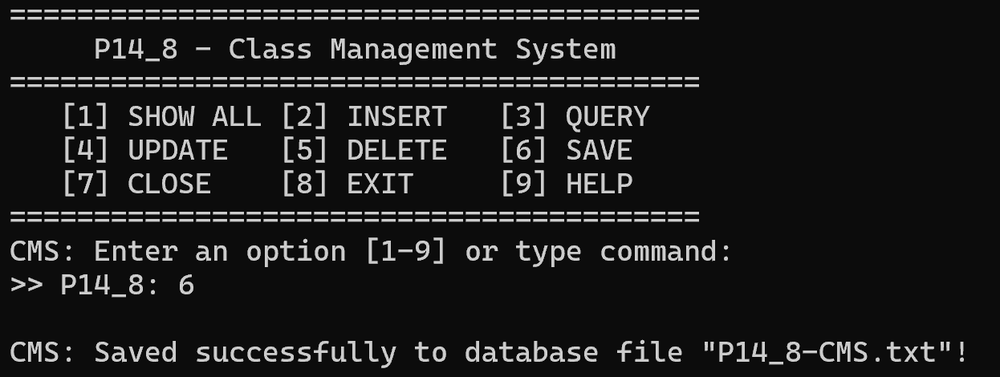 =========================================
P14_8 - Class Management System
=========================================
[1] SHOW ALL [2] INSERT [3] QUERY
[4] UPDATE [5] DELETE [6] SAVE
[7] CLOSE [8] EXIT [9] HELP
=========================================
CMS: Enter an option [1-9] or type command:
>> P14_8: 6
CMS: Saved successfully to database file "P14_8-CMS.txt"!